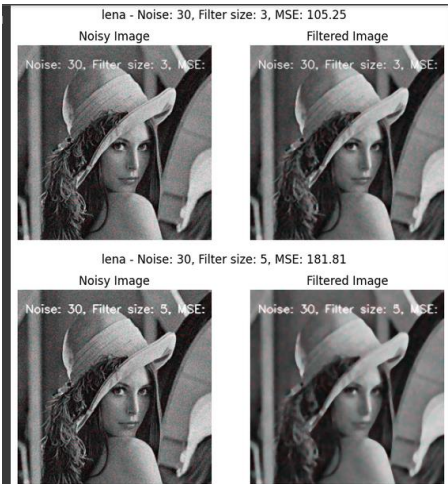 lena - Noise: 30, Filter size: 3, MSE: 105.25
Noisy Image Filtered Image
Noise: 30, Filter size: 3, MSE: Noise: 30, Filter size: 3, MSE:
lena - Noise: 30, Filter size: 5, MSE: 181.81
Noisy Image Filtered Image
Noise: 30, Filter size: 5, MSE: Noise: 30, Filter size: 5, MSE: